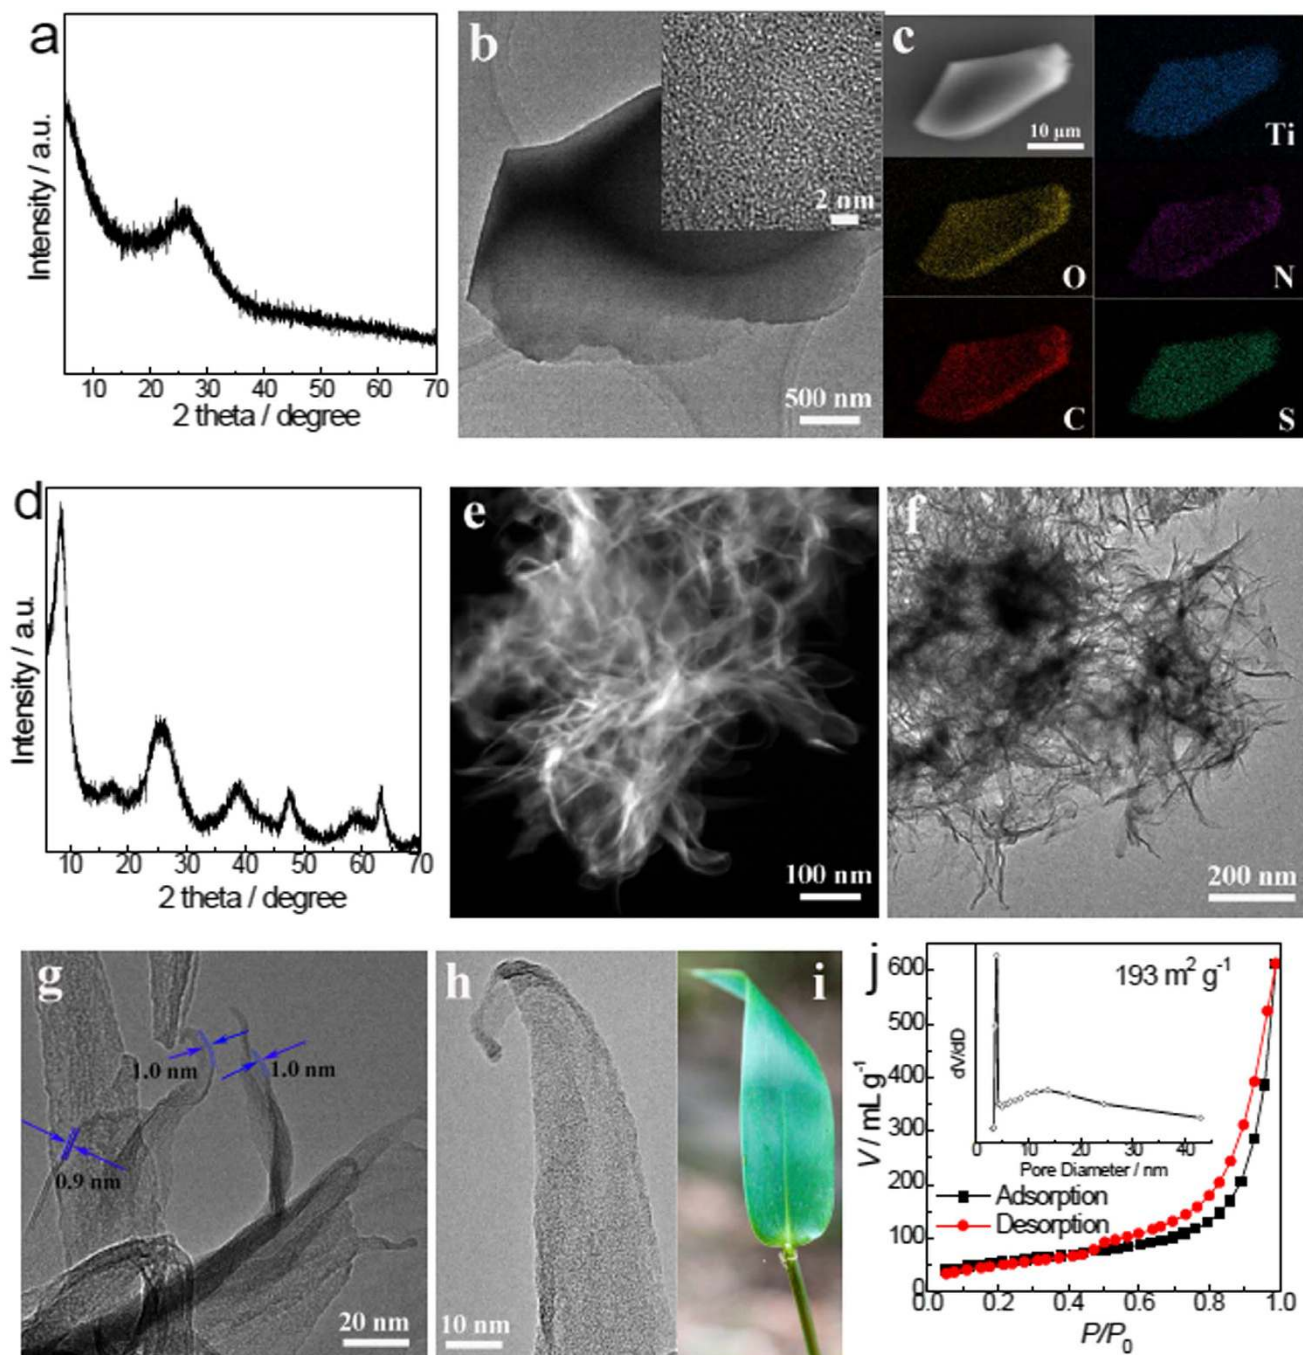 a
Intensity / a.u.
10 20 30 40 50 60 70
2 theta / degree
b
2 nm
500 nm
c
10 μm
Ti
O
N
C
S
d
Intensity / a.u.
10 20 30 40 50 60 70
2 theta / degree
e
100 nm
f
200 nm
g
1.0 nm
1.0 nm
0.9 nm
20 nm
h
10 nm
i
j
V / mL g⁻¹
600
500
400
300
200
100
0
0.0 0.2 0.4 0.6 0.8 1.0
P/P₀
193 m² g⁻¹
dV/dD
0 10 20 30 40
Pore Diameter / nm
Adsorption
Desorption